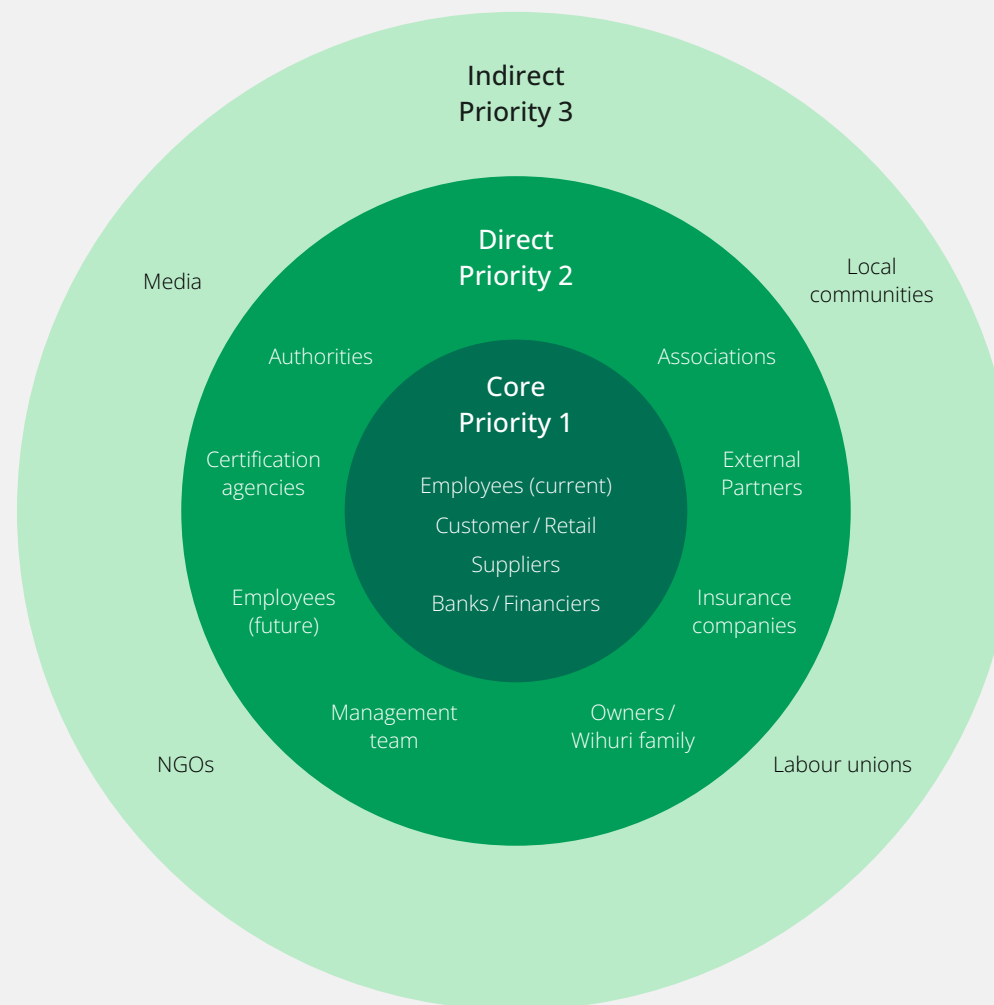 Indirect
Priority 3
Direct
Priority 2
Media
Local
communities
Authorities
Associations
Core
Priority 1
Certification
agencies
External
Partners
Employees (current)
Customer / Retail
Suppliers
Banks / Financiers
Employees
(future)
Insurance
companies
Management
team
Owners /
Wihuri family
NGOs
Labour unions